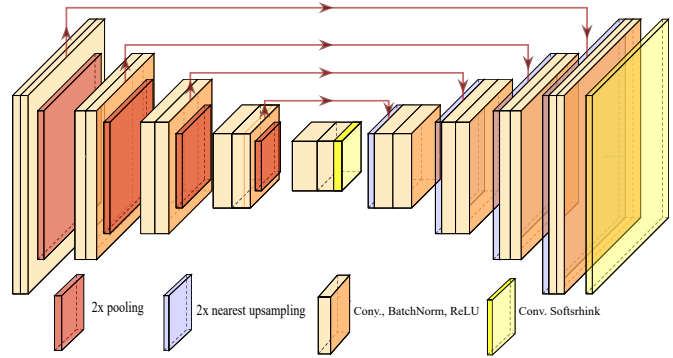 2x pooling
2x nearest upsampling
Conv., BatchNorm, ReLU
Conv. Softsrhink